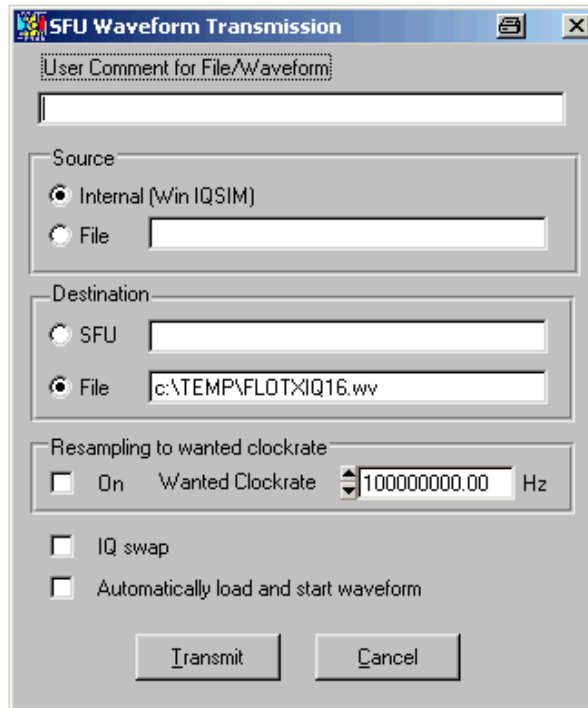 SFU Waveform Transmission
User Comment for File/Waveform
Source
Internal (Win IQSIM)
File
Destination
SFU
File c:\TEMP\FLOTXIQ16.wv
Resampling to wanted clockrate
On Wanted Clockrate 100000000.00 Hz
IQ swap
Automatically load and start waveform
Transmit Cancel